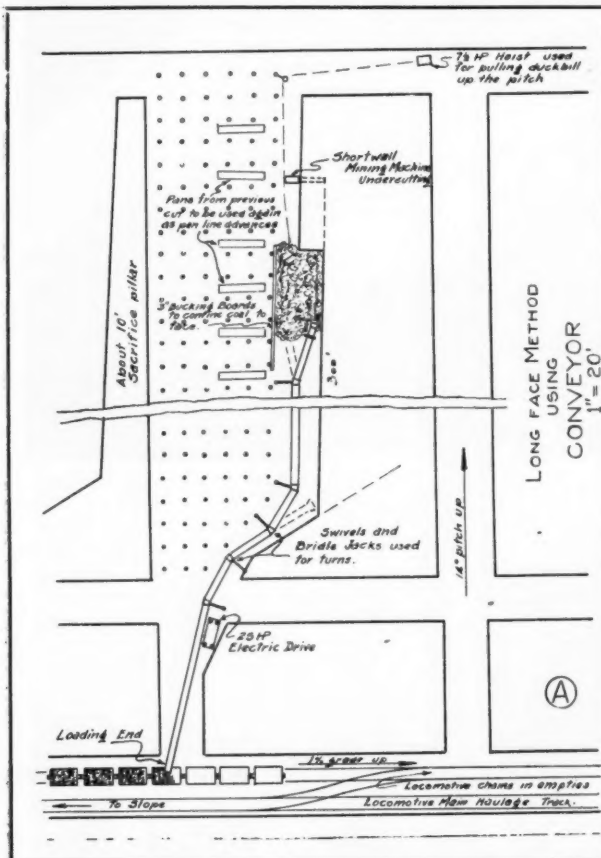 7½ HP Hoist used
for pulling duckbill
up the pitch
Shortwall
Mining Machine
Undercutting
Pans from previous
cut to be used again
as pan line advances
3" Bucking Boards
to confine coal to
face.
About 10'
Sacrifice pillar
300'
LONG FACE METHOD
USING
CONVEYOR
1"= 20'
14° pitch up
Swivels and
Bridle Jacks used
for turns.
25 HP
Electric Drive
A
Loading End
1% grade up
Locomotive chains in empties
To Slope
Locomotive Main Haulage Track.